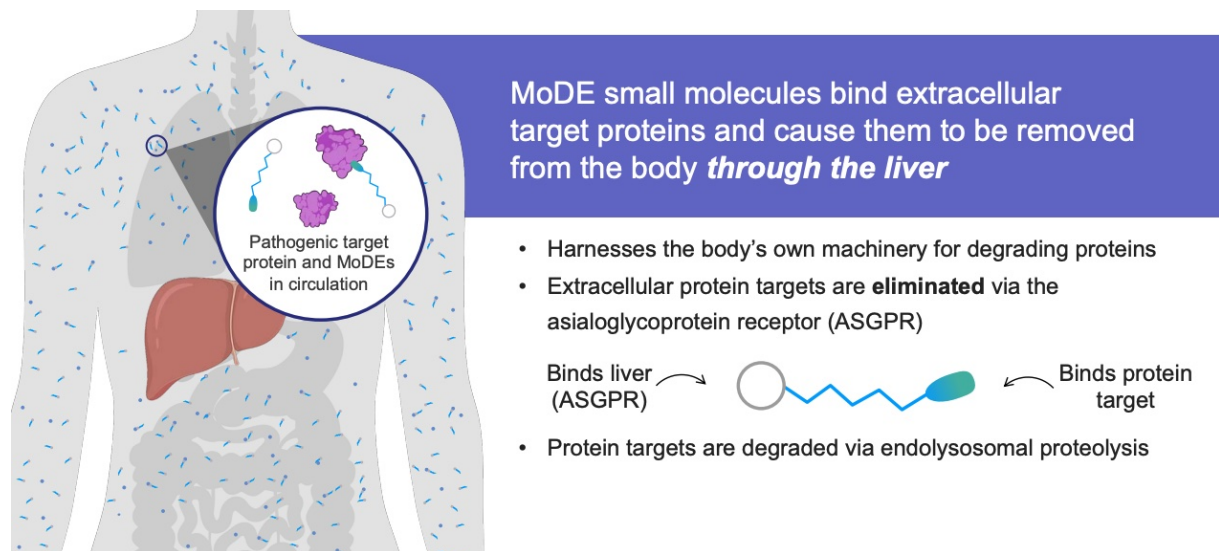 MoDE small molecules bind extracellular
target proteins and cause them to be removed
from the body through the liver
Pathogenic target
protein and MoDEs
in circulation
• Harnesses the body's own machinery for degrading proteins
• Extracellular protein targets are eliminated via the
asialoglycoprotein receptor (ASGPR)
Binds liver
(ASGPR)
Binds protein
target
• Protein targets are degraded via endolysosomal proteolysis